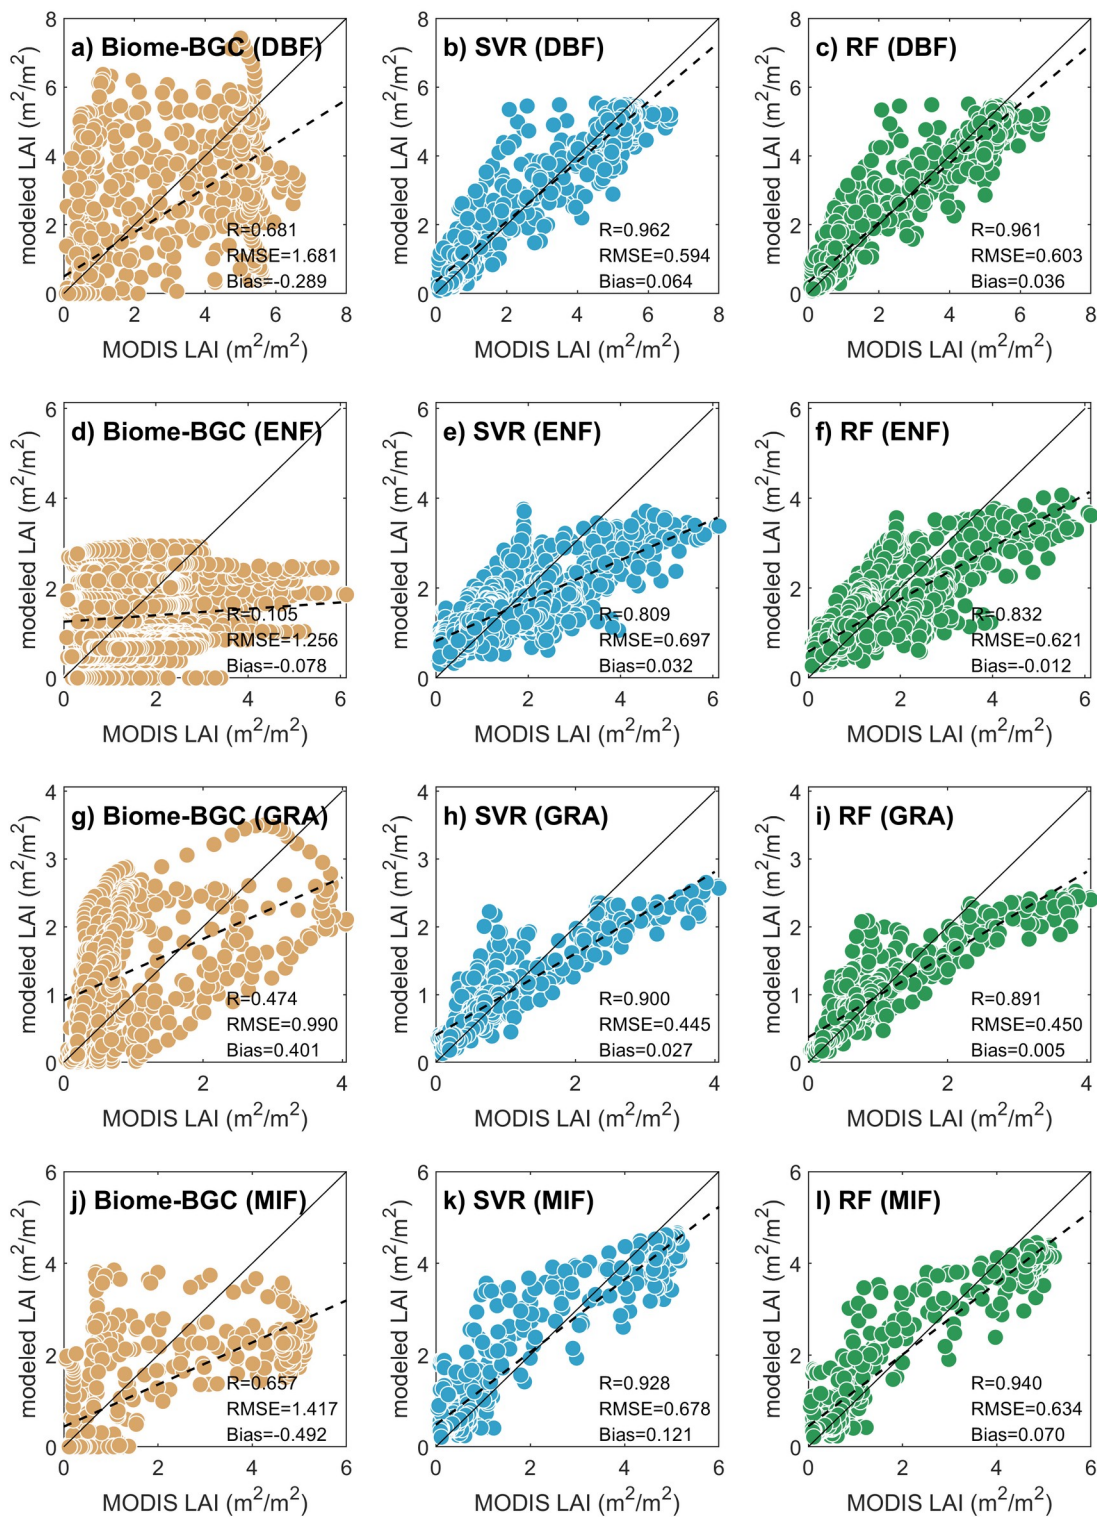 a) Biome-BGC (DBF)
modeled LAI (m²/m²)
8
6
4
2
0
R=0.681
RMSE=1.681
Bias=-0.289
0 2 4 6 8
MODIS LAI (m²/m²)
b) SVR (DBF)
modeled LAI (m²/m²)
8
6
4
2
0
R=0.962
RMSE=0.594
Bias=0.064
0 2 4 6 8
MODIS LAI (m²/m²)
c) RF (DBF)
modeled LAI (m²/m²)
8
6
4
2
0
R=0.961
RMSE=0.603
Bias=0.036
0 2 4 6 8
MODIS LAI (m²/m²)
d) Biome-BGC (ENF)
modeled LAI (m²/m²)
6
4
2
0
R=0.105
RMSE=1.256
Bias=-0.078
0 2 4 6
MODIS LAI (m²/m²)
e) SVR (ENF)
modeled LAI (m²/m²)
6
4
2
0
R=0.809
RMSE=0.697
Bias=0.032
0 2 4 6
MODIS LAI (m²/m²)
f) RF (ENF)
modeled LAI (m²/m²)
6
4
2
0
R=0.832
RMSE=0.621
Bias=-0.012
0 2 4 6
MODIS LAI (m²/m²)
g) Biome-BGC (GRA)
modeled LAI (m²/m²)
4
3
2
1
0
R=0.474
RMSE=0.990
Bias=0.401
0 2 4
MODIS LAI (m²/m²)
h) SVR (GRA)
modeled LAI (m²/m²)
4
3
2
1
0
R=0.900
RMSE=0.445
Bias=0.027
0 2 4
MODIS LAI (m²/m²)
i) RF (GRA)
modeled LAI (m²/m²)
4
3
2
1
0
R=0.891
RMSE=0.450
Bias=0.005
0 2 4
MODIS LAI (m²/m²)
j) Biome-BGC (MIF)
modeled LAI (m²/m²)
6
4
2
0
R=0.657
RMSE=1.417
Bias=-0.492
0 2 4 6
MODIS LAI (m²/m²)
k) SVR (MIF)
modeled LAI (m²/m²)
6
4
2
0
R=0.928
RMSE=0.678
Bias=0.121
0 2 4 6
MODIS LAI (m²/m²)
l) RF (MIF)
modeled LAI (m²/m²)
6
4
2
0
R=0.940
RMSE=0.634
Bias=0.070
0 2 4 6
MODIS LAI (m²/m²)